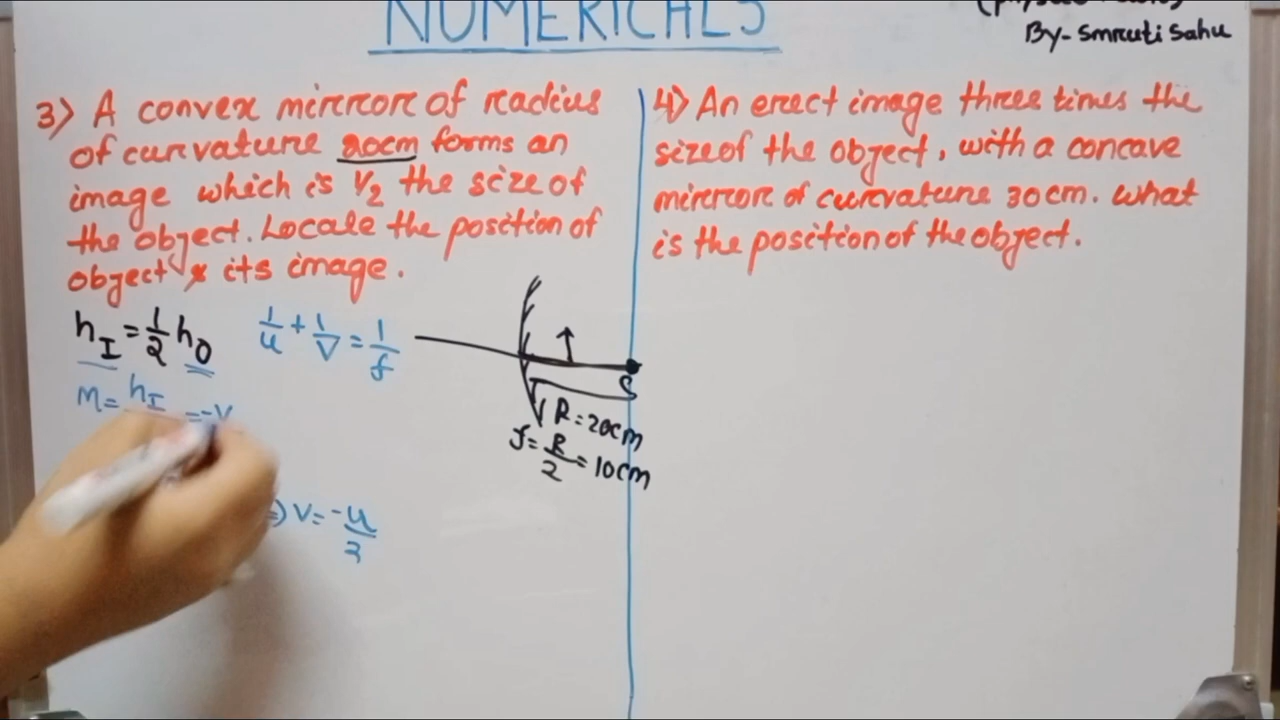 NUMERICALS
By-Smruti Sahu
3) A convex mirror of radius
of curvature 20cm forms an
image which is 1/2 the size of
the object. Locate the position of
object & its image.
4) An erect image three times the
size of the object, with a concave
mirror of curvature 30cm. What
is the position of the object.
h_I = 1/2 h_O
1/u + 1/v = 1/f
M = h_I = -v
=) v = -u/2
C
R = 20cm
f = R/2 = 10cm